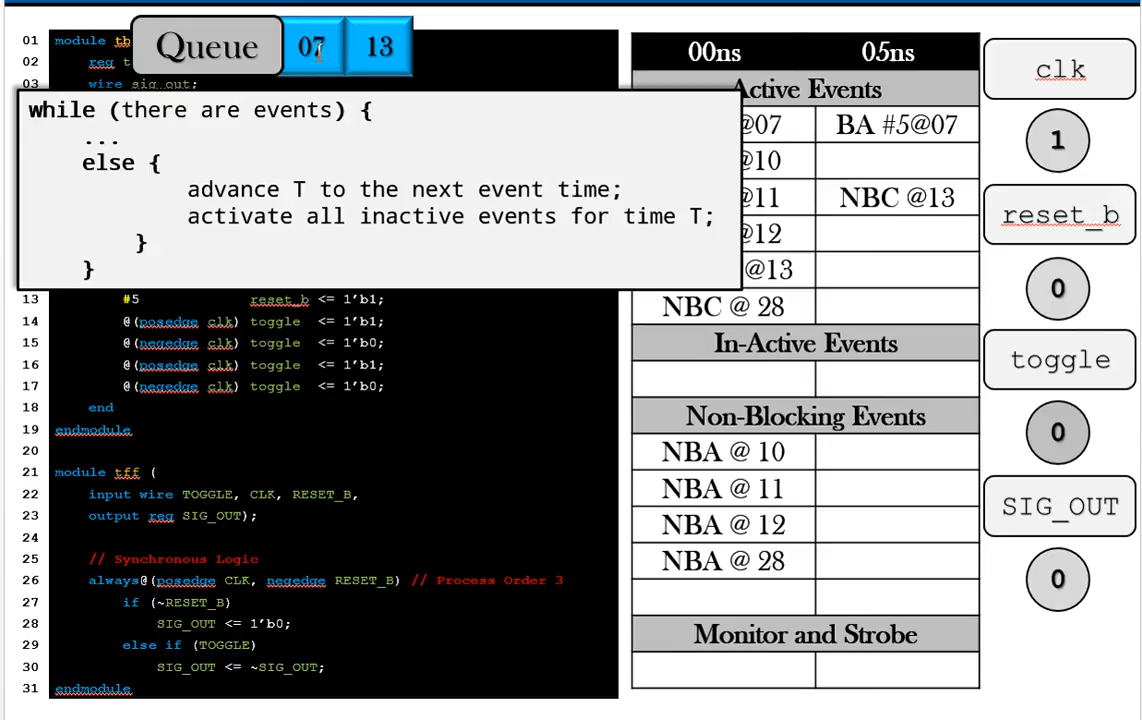 Queue 07 13
01 module tb
02 reg t
03 wire sig_out;
while (there are events) {
...
else {
advance T to the next event time;
activate all inactive events for time T;
}
}
13 #5 reset_b <= 1'b1;
14 @(posedge clk) toggle <= 1'b1;
15 @(negedge clk) toggle <= 1'b0;
16 @(posedge clk) toggle <= 1'b1;
17 @(negedge clk) toggle <= 1'b0;
18 end
19 endmodule
20
21 module tff (
22 input wire TOGGLE, CLK, RESET_B,
23 output reg SIG_OUT);
24
25 // Synchronous Logic
26 always@(posedge CLK, negedge RESET_B) // Process Order 3
27 if (~RESET_B)
28 SIG_OUT <= 1'b0;
29 else if (TOGGLE)
30 SIG_OUT <= ~SIG_OUT;
31 endmodule
00ns 05ns
Active Events
@07 BA #5@07
@10
@11 NBC @13
@12
@13
NBC @ 28
In-Active Events
Non-Blocking Events
NBA @ 10
NBA @ 11
NBA @ 12
NBA @ 28
Monitor and Strobe
clk
1
reset_b
0
toggle
0
SIG_OUT
0